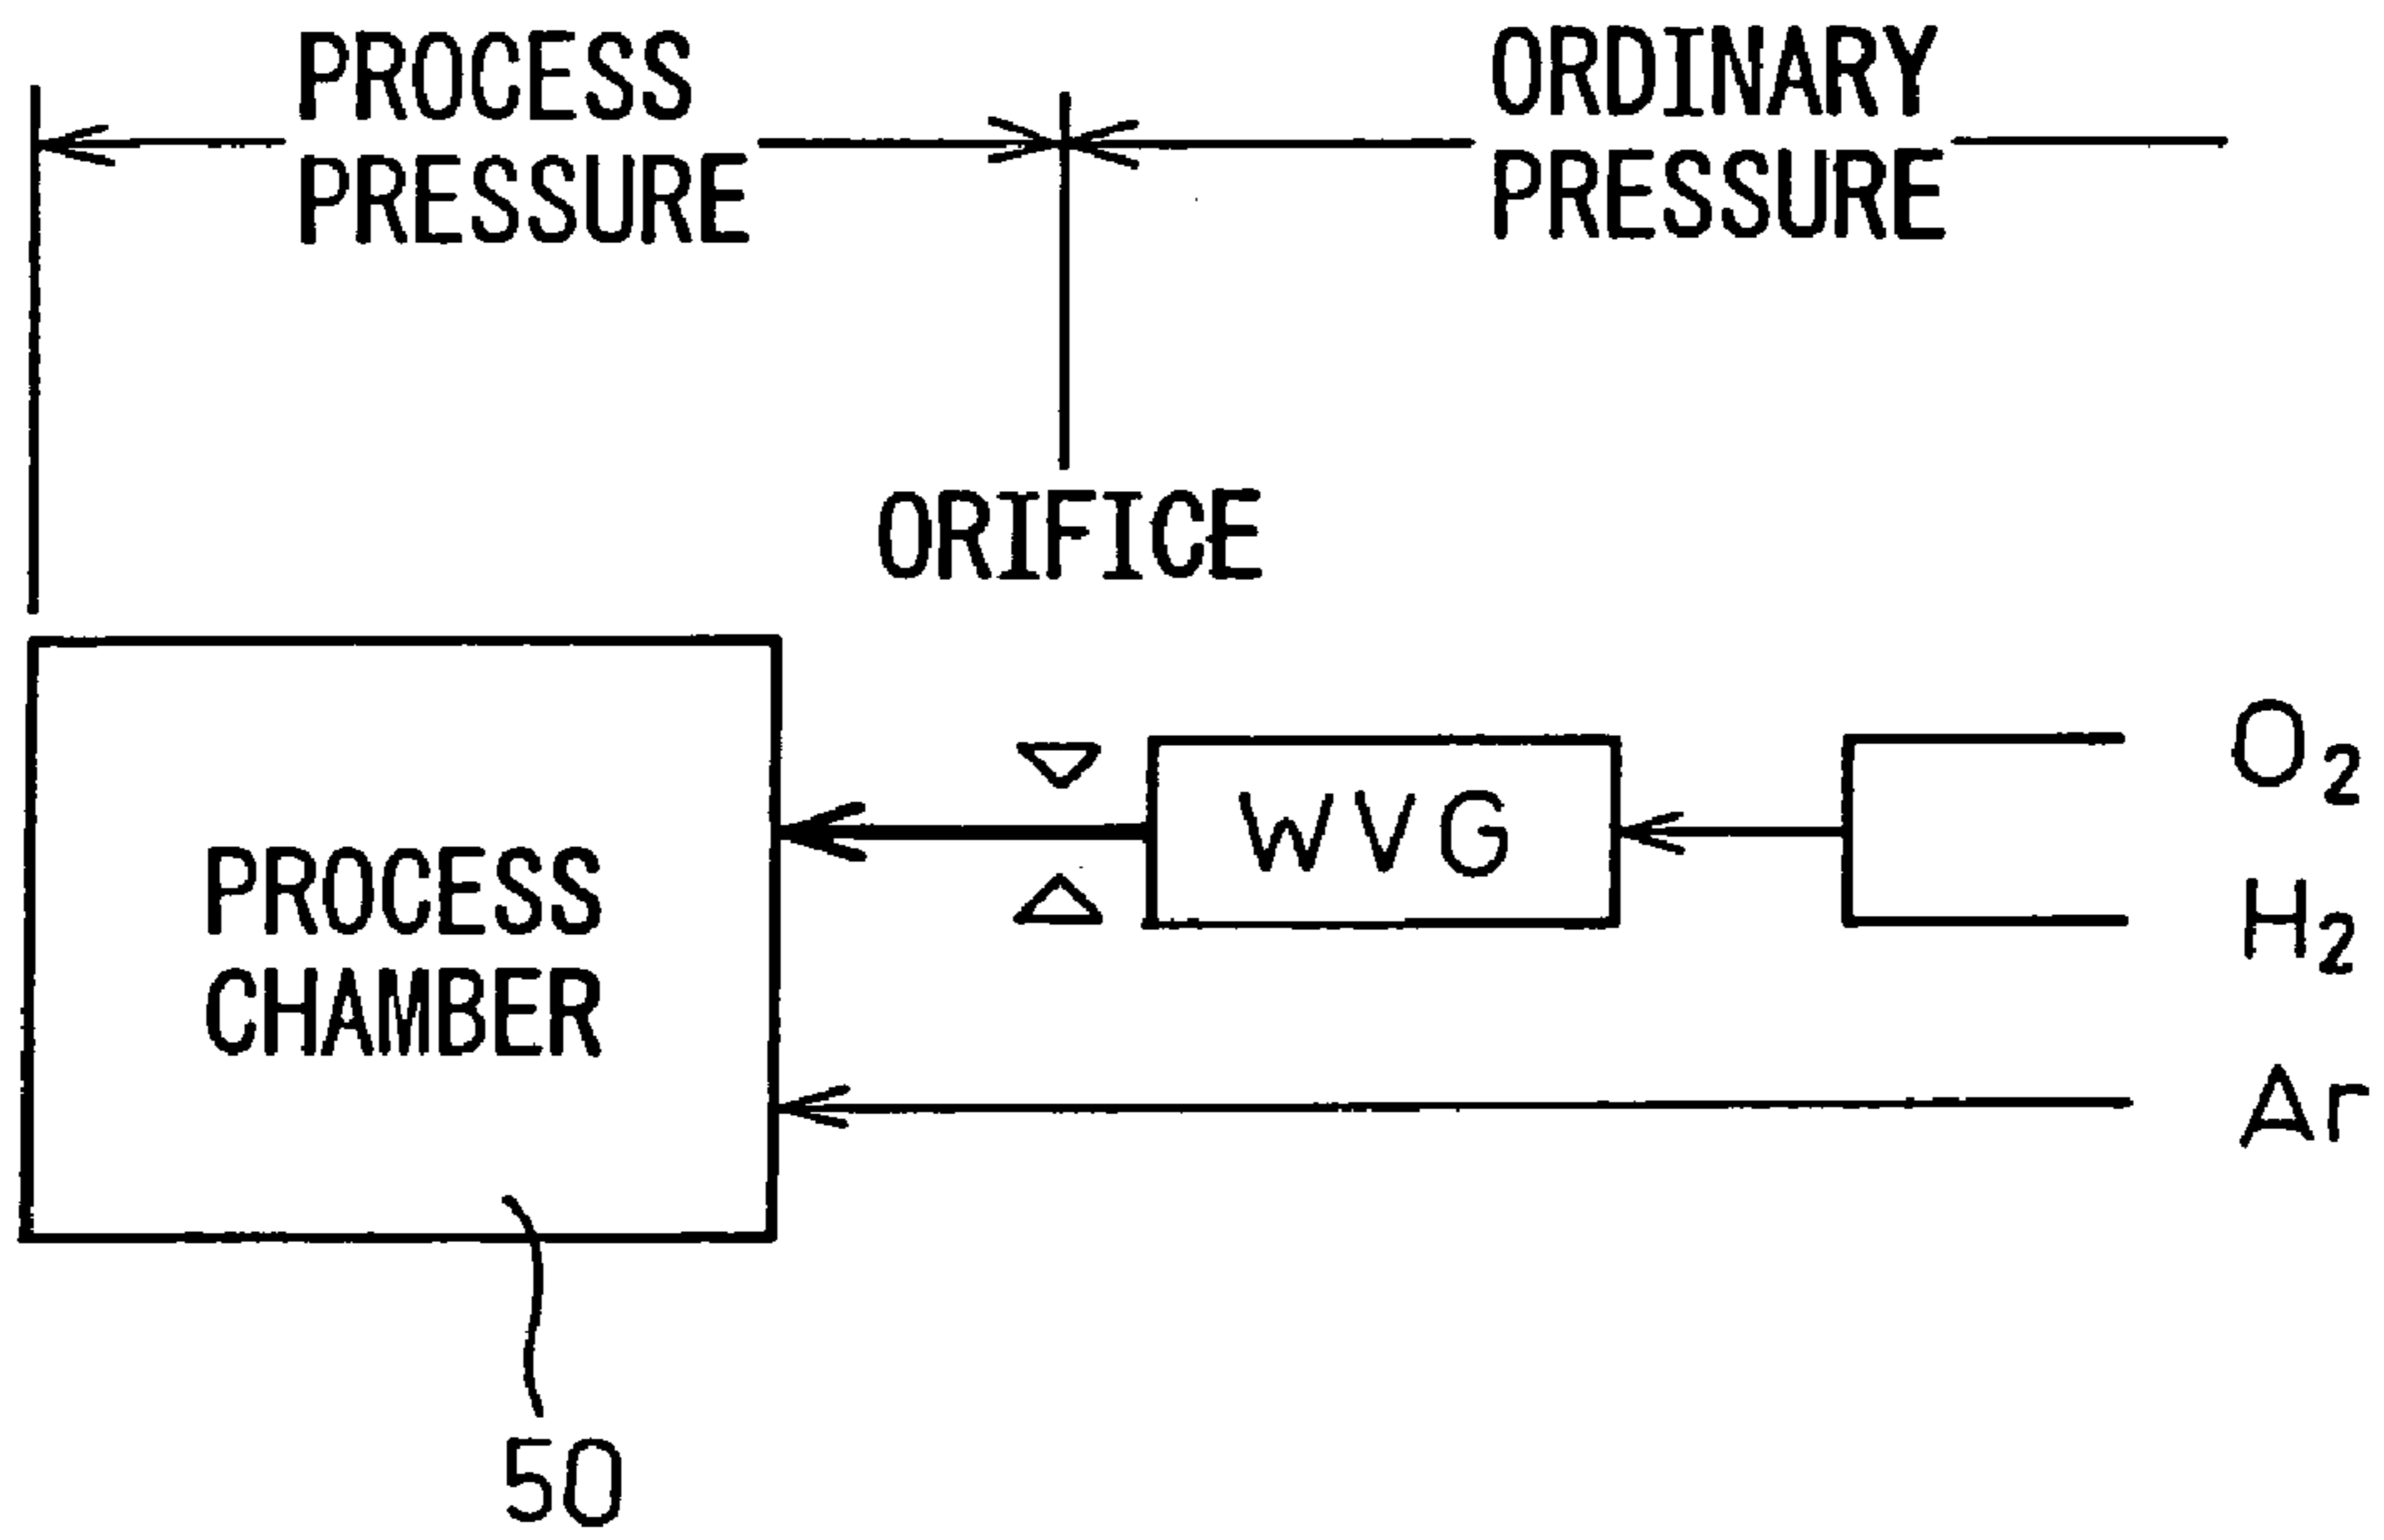 PROCESS
PRESSURE
ORDINARY
PRESSURE
ORIFICE
PROCESS
CHAMBER
WVG
O2
H2
Ar
50